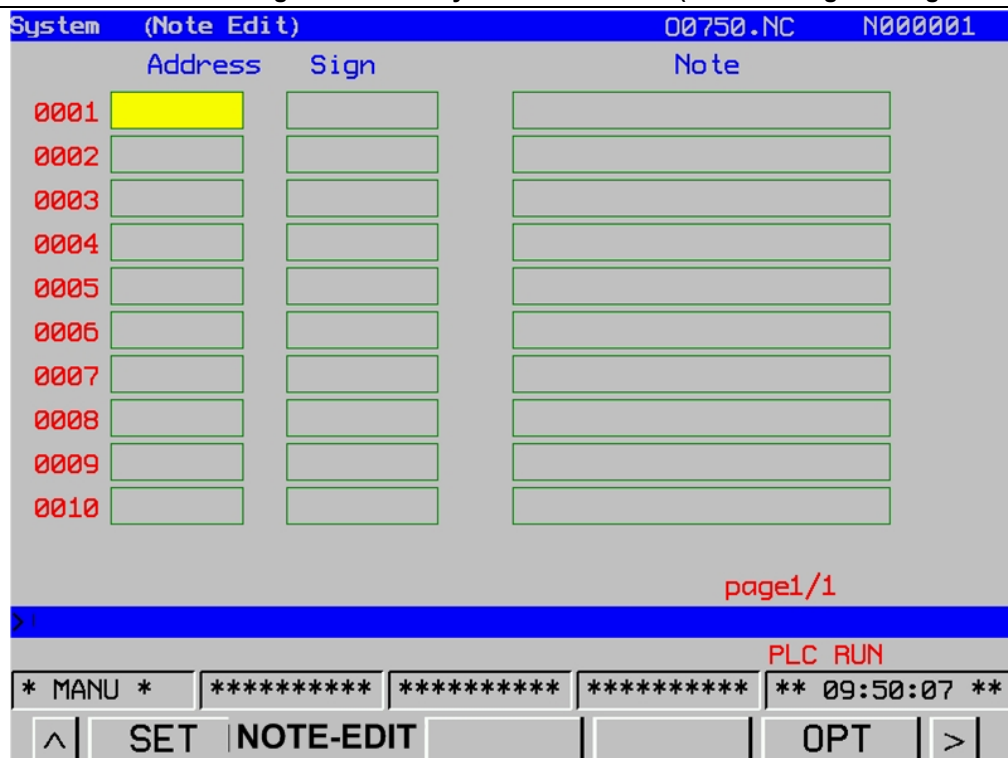 System (Note Edit) O0750.NC N000001
Address Sign Note
0001
0002
0003
0004
0005
0006
0007
0008
0009
0010
page1/1
>
PLC RUN
* MANU * ********** ********** ********** ** 09:50:07 **
^ SET NOTE-EDIT OPT >